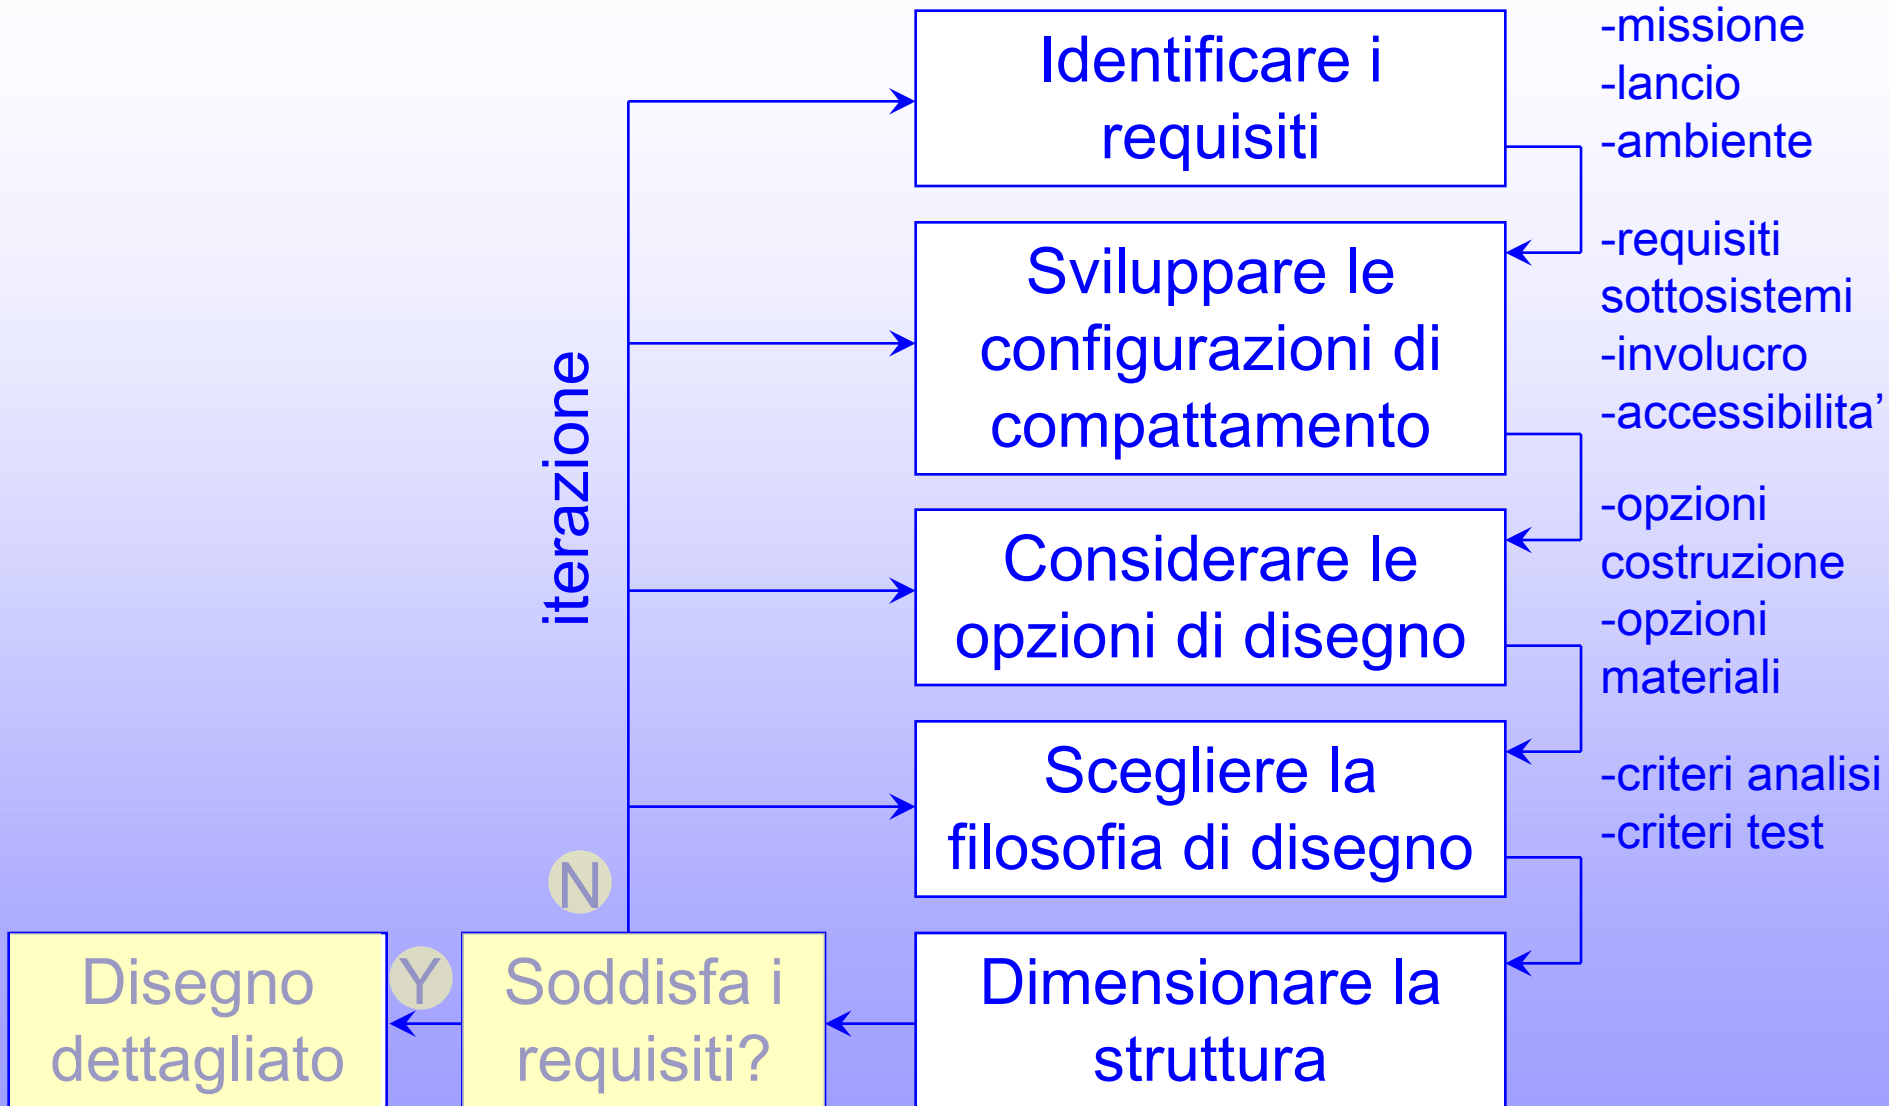 Identificare i
requisiti
-missione
-lancio
-ambiente
Sviluppare le
configurazioni di
compattamento
-requisiti
sottosistemi
-involucro
-accessibilita’
iterazione
Considerare le
opzioni di disegno
-opzioni
costruzione
-opzioni
materiali
Scegliere la
filosofia di disegno
-criteri analisi
-criteri test
N
Disegno
dettagliato
Y
Soddisfa i
requisiti?
Dimensionare la
struttura